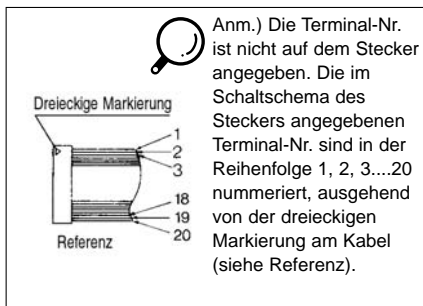 Anm.) Die Terminal-Nr.
ist nicht auf dem Stecker
angegeben. Die im
Schaltschema des
Steckers angegebenen
Terminal-Nr. sind in der
Reihenfolge 1, 2, 3....20
nummeriert, ausgehend
von der dreieckigen
Markierung am Kabel
(siehe Referenz).
Dreieckige Markierung
1
2
3
18
19
20
Referenz